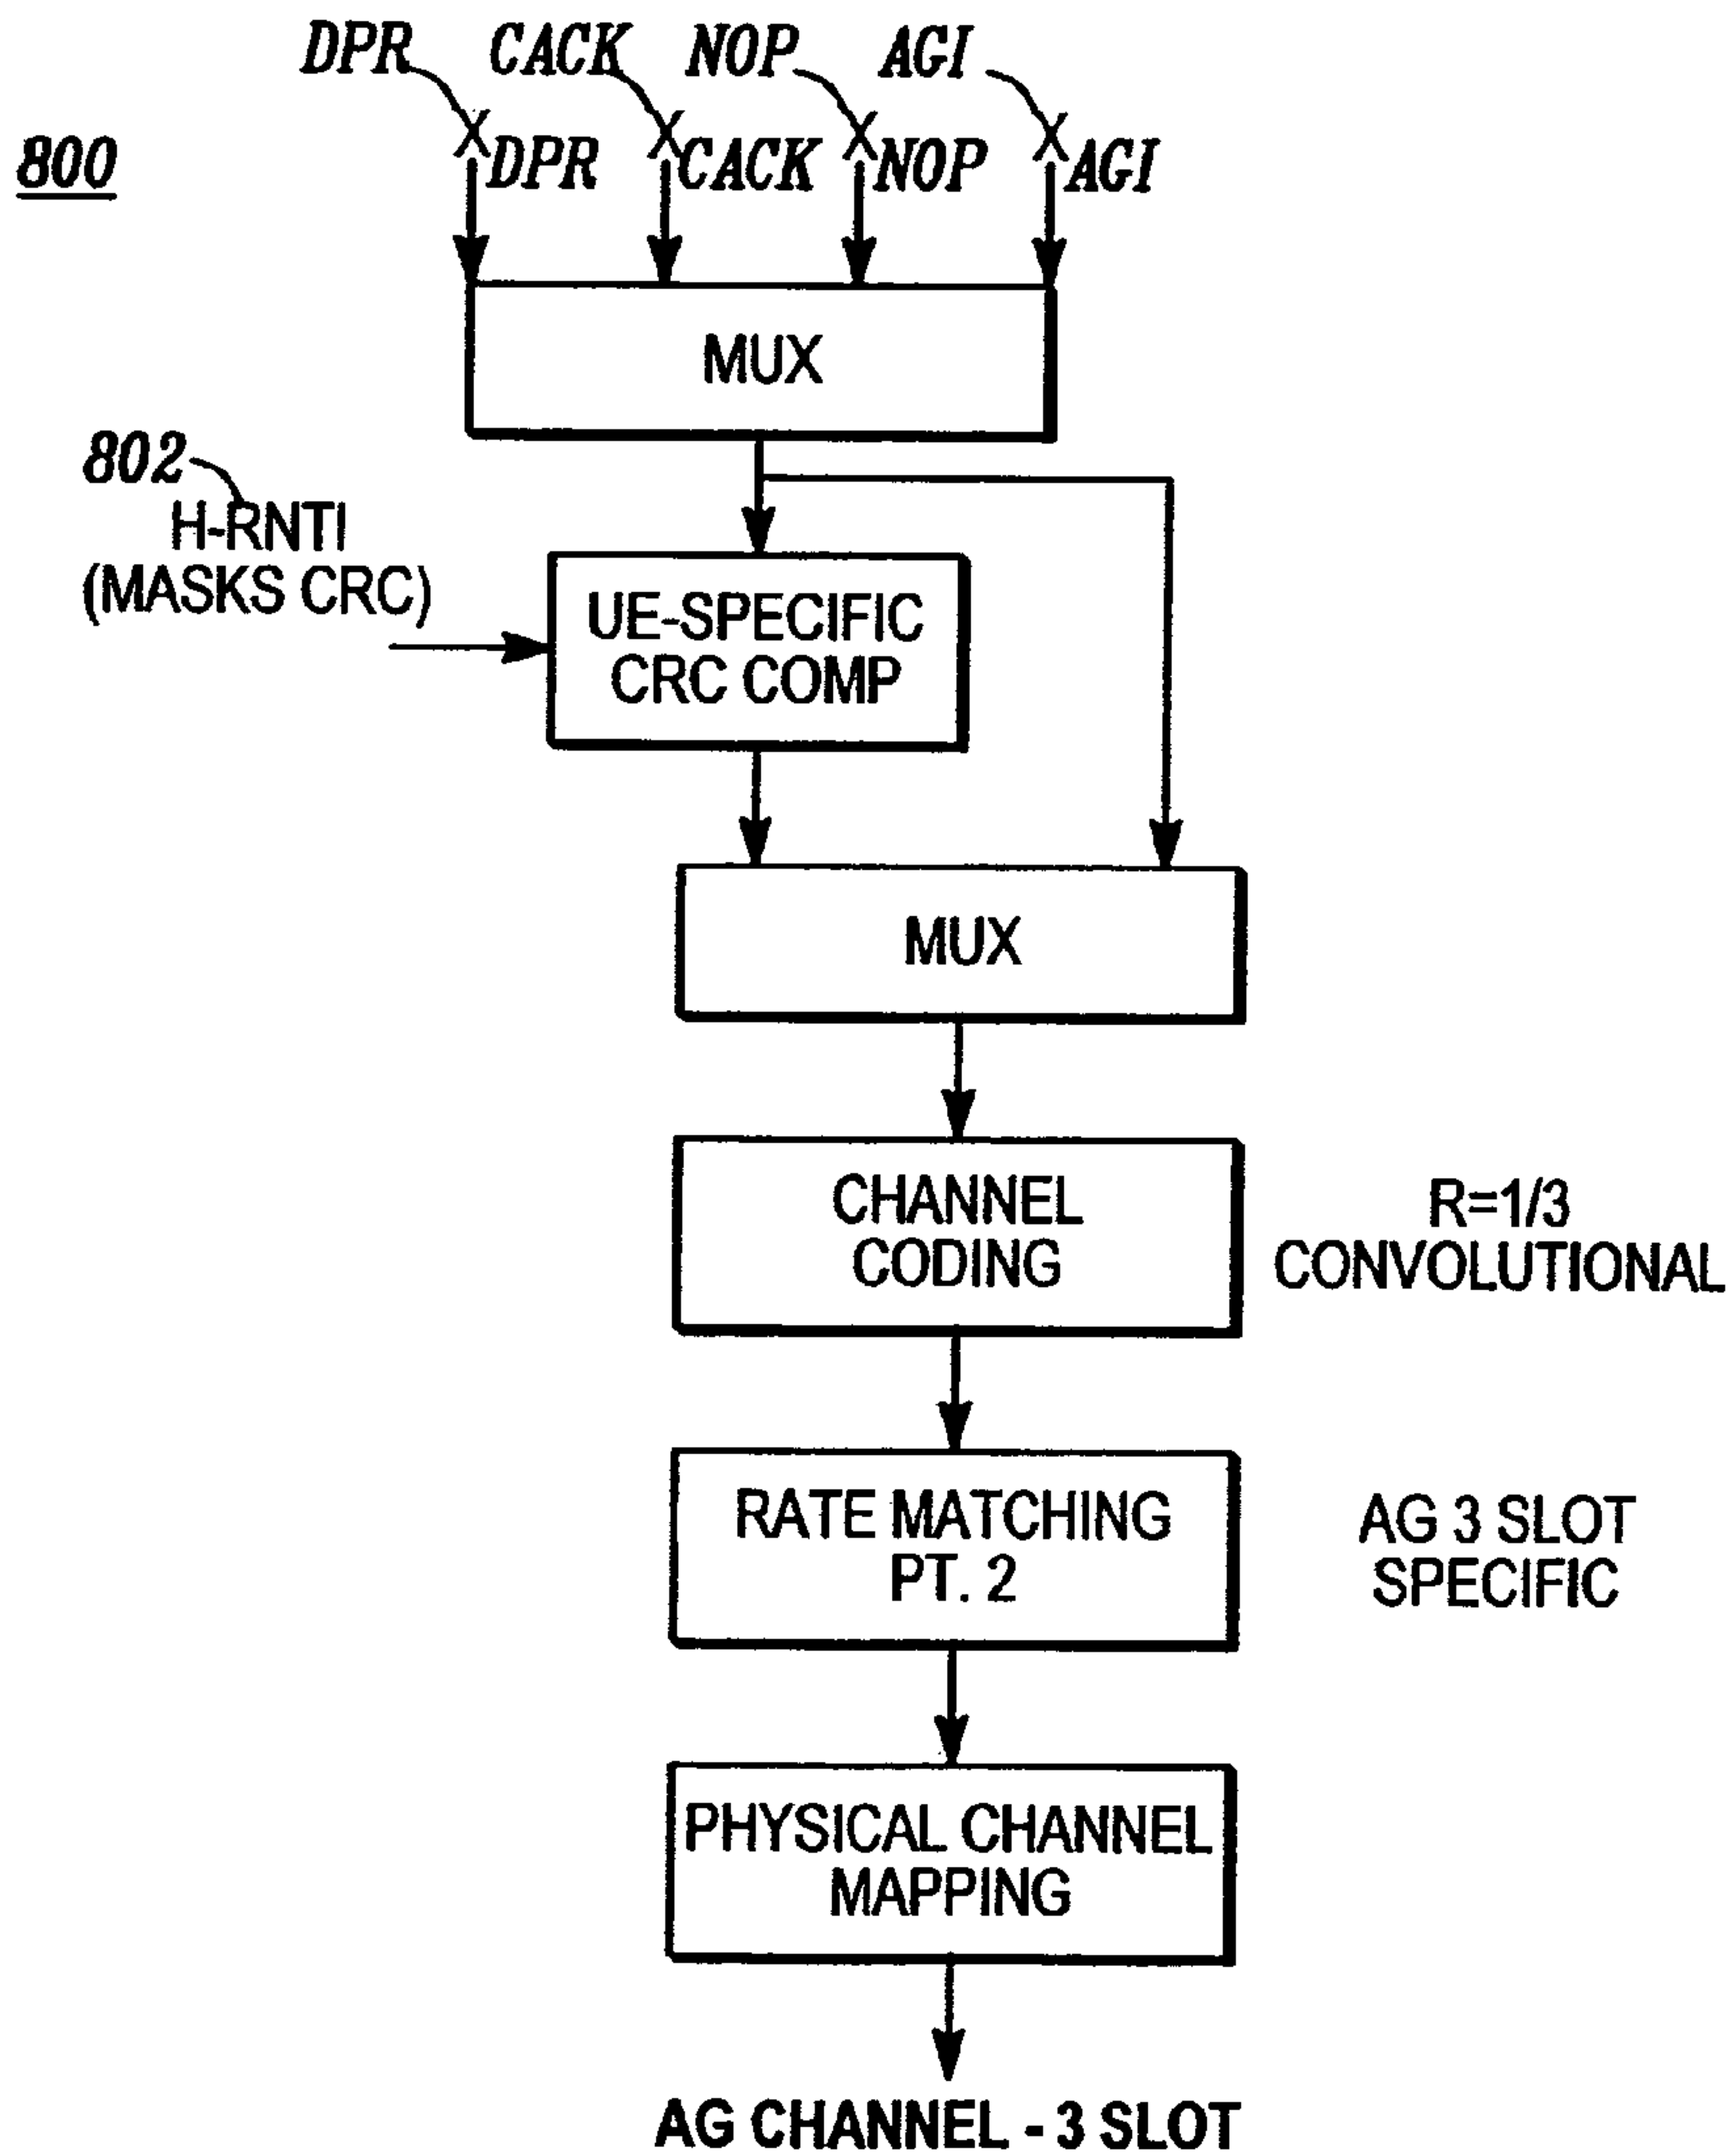 DPR CACK NOP AGI
800
X DPR X CACK X NOP X AGI
MUX
802
H-RNTI
(MASKS CRC)
UE-SPECIFIC
CRC COMP
MUX
CHANNEL
CODING
R=1/3
CONVOLUTIONAL
RATE MATCHING
PT. 2
AG 3 SLOT
SPECIFIC
PHYSICAL CHANNEL
MAPPING
AG CHANNEL - 3 SLOT